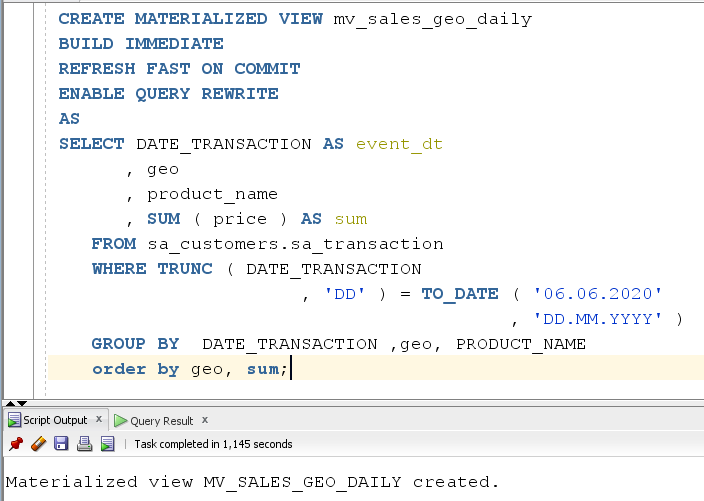 CREATE MATERIALIZED VIEW mv_sales_geo_daily
BUILD IMMEDIATE
REFRESH FAST ON COMMIT
ENABLE QUERY REWRITE
AS
SELECT DATE_TRANSACTION AS event_dt
, geo
, product_name
, SUM ( price ) AS sum
FROM sa_customers.sa_transaction
WHERE TRUNC ( DATE_TRANSACTION
, 'DD' ) = TO_DATE ( '06.06.2020'
, 'DD.MM.YYYY' )
GROUP BY DATE_TRANSACTION ,geo, PRODUCT_NAME
order by geo, sum;
Script Output x Query Result x
Task completed in 1,145 seconds
Materialized view MV_SALES_GEO_DAILY created.